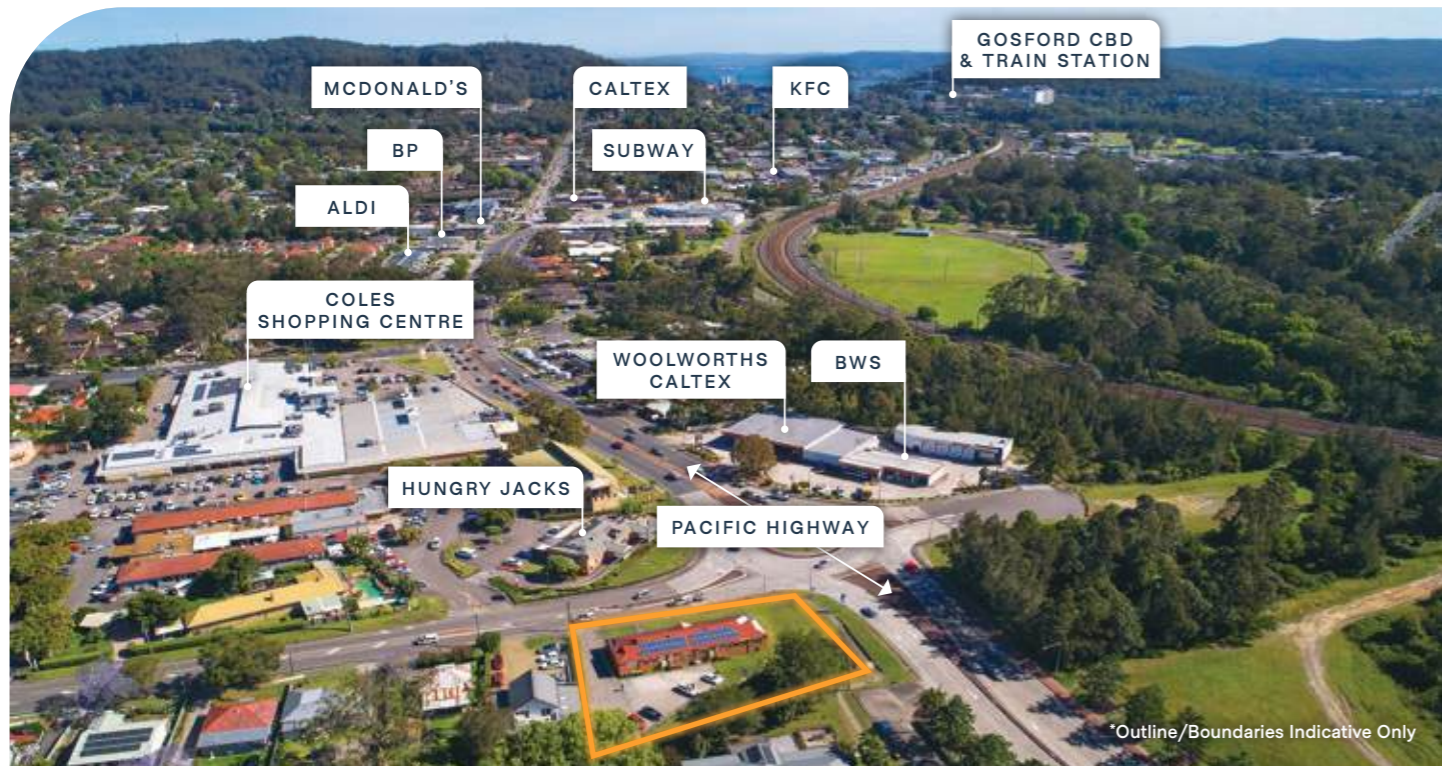 GOSFORD CBD
& TRAIN STATION
MCDONALD'S
CALTEX
KFC
BP
SUBWAY
ALDI
COLES
SHOPPING CENTRE
WOOLWORTHS
CALTEX
BWS
HUNGRY JACKS
PACIFIC HIGHWAY
*Outline/Boundaries Indicative Only